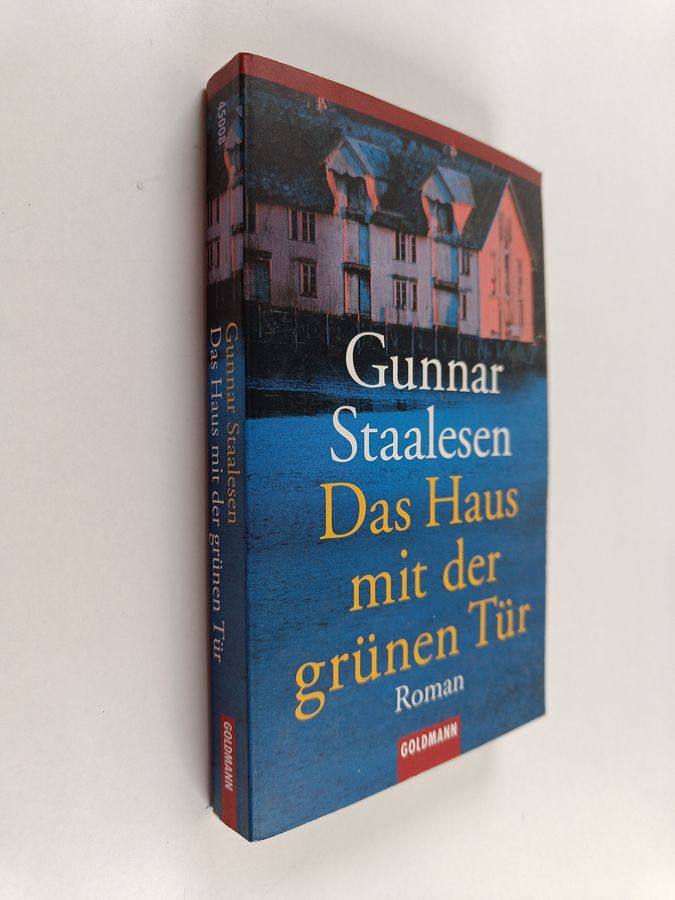 45008
Gunnar Staalesen
Das Haus mit der grünen Tür
GOLDMANN
Gunnar
Staalesen
Das Haus
mit der
grünen Tür
Roman
GOLDMANN